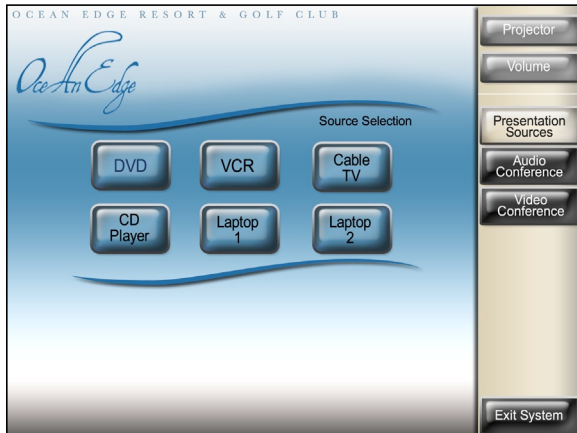 OCEAN EDGE RESORT & GOLF CLUB
OceAn Edge
Source Selection
DVD
VCR
Cable
TV
CD
Player
Laptop
1
Laptop
2
Projector
Volume
Presentation
Sources
Audio
Conference
Video
Conference
Exit System